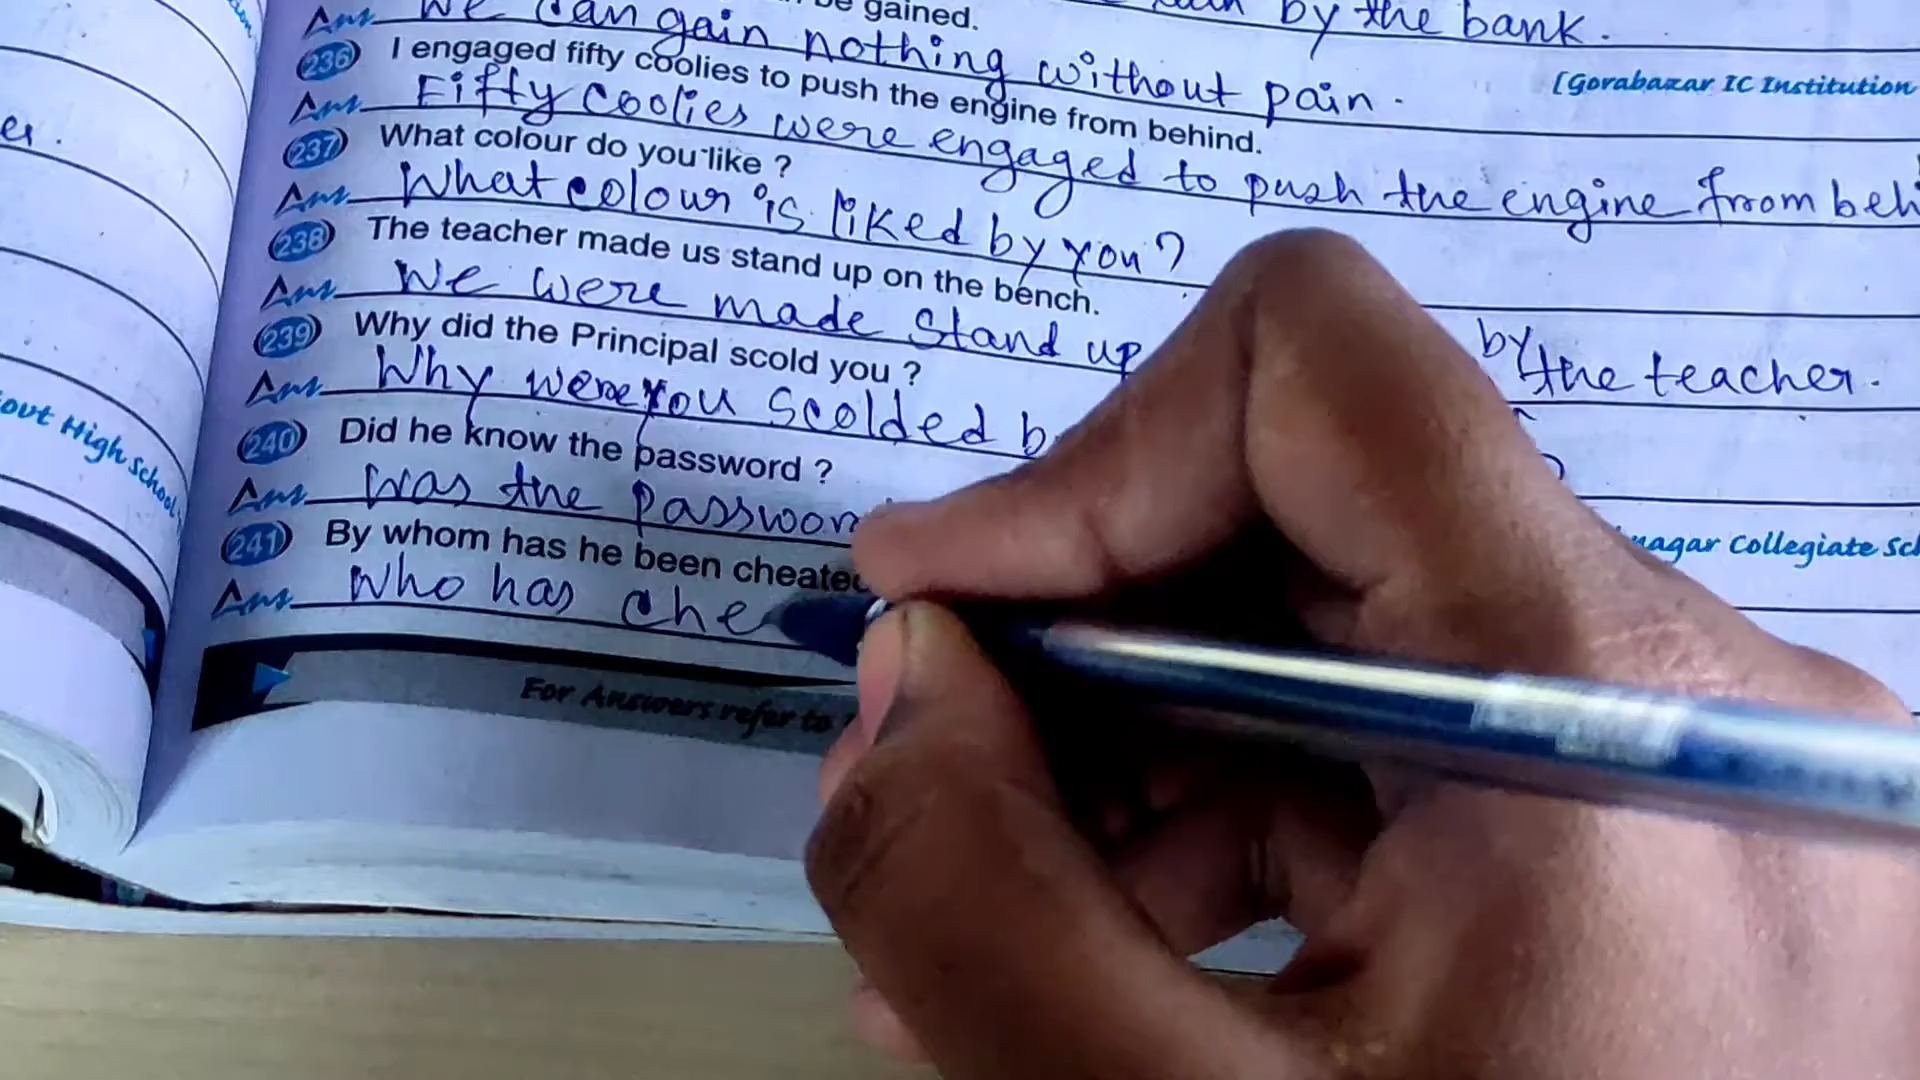 be gained.
by the bank.
Ans We can gain nothing without pain.
[Gorabazar IC Institution
236 I engaged fifty coolies to push the engine from behind.
Ans Fiffy coolies were engaged to push the engine from beh
er.
237 What colour do you like ?
Ans What colour is liked by you?
238 The teacher made us stand up on the bench.
Ans We were made stand up by the teacher.
239 Why did the Principal scold you ?
Ans Why were you scolded b
out High School
240 Did he know the password ?
Ans was the passwor
nagar Collegiate Scl
241 By whom has he been cheated
Ans Who has che
For Answers refer to